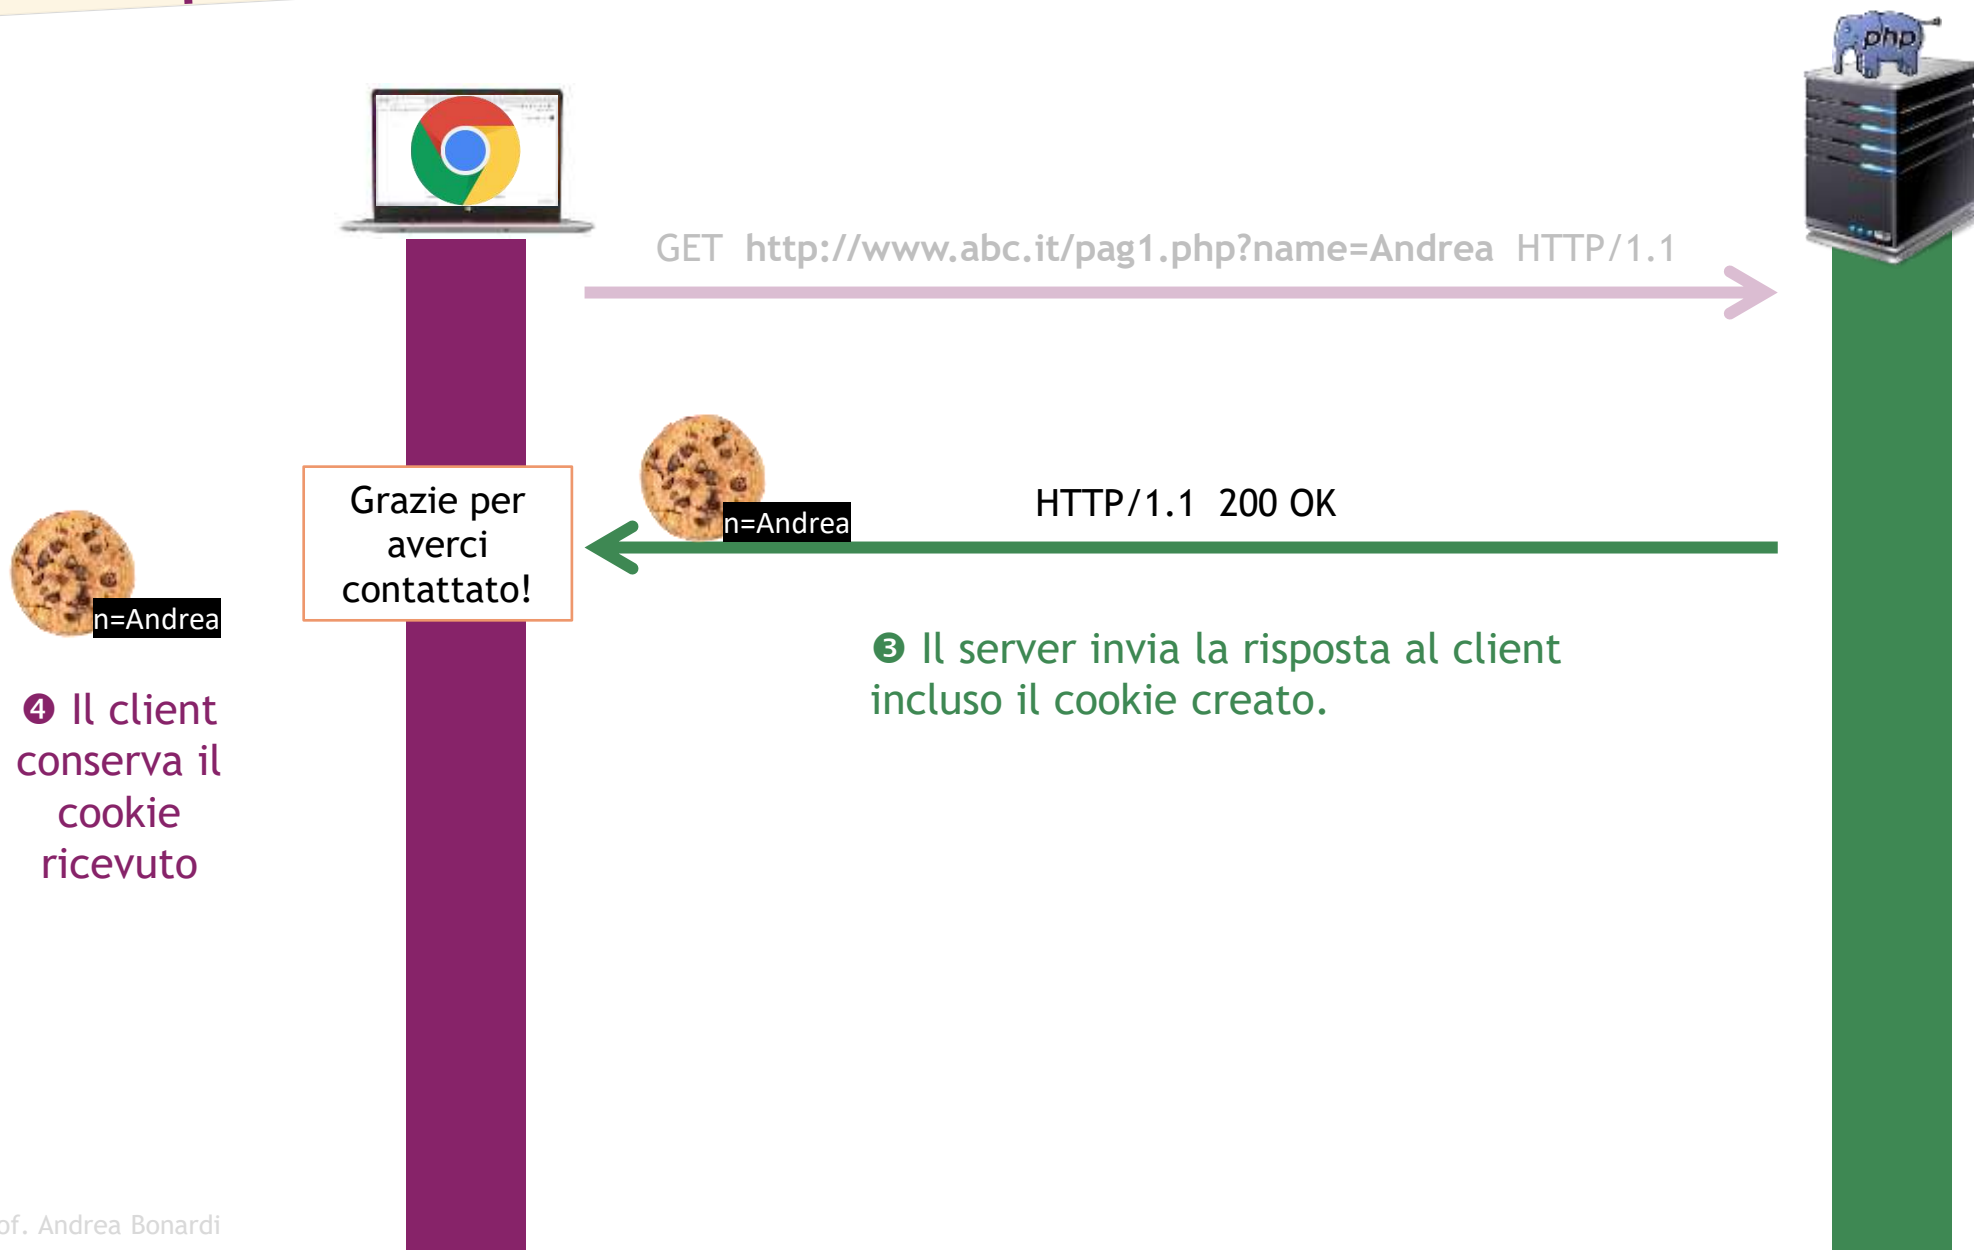 php
GET http://www.abc.it/pag1.php?name=Andrea HTTP/1.1
n=Andrea
HTTP/1.1 200 OK
Grazie per
averci
contattato!
n=Andrea
❸ Il server invia la risposta al client
incluso il cookie creato.
❹ Il client
conserva il
cookie
ricevuto
of. Andrea Bonardi